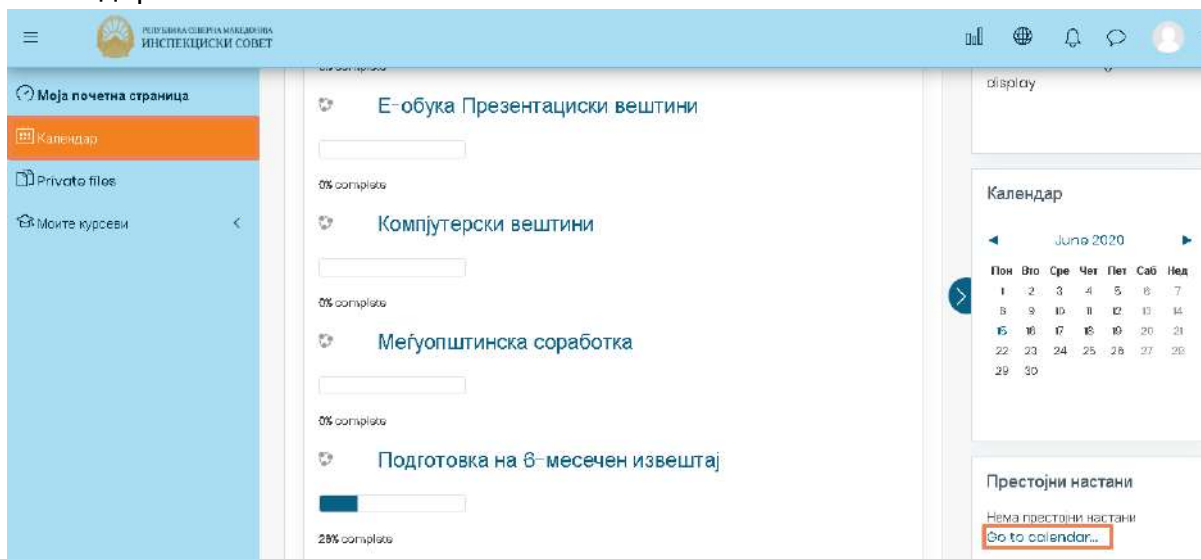 РЕПУБЛИКА СЕВЕРНА МАКЕДОНИЈА
ИНСПЕКЦИСКИ СОВЕТ
Моја почетна страница
Календар
Private files
Моите курсеви
complete
Е-обука Презентациски вештини
0% complete
Компјутерски вештини
0% complete
Меѓуопштинска соработка
0% complete
Подготовка на 6-месечен извештај
28% complete
display
Календар
June 2020
Пон Вто Сре Чет Пет Саб Нед
1 2 3 4 5 6 7
8 9 10 11 12 13 14
15 16 17 18 19 20 21
22 23 24 25 26 27 28
29 30
Престојни настани
Нема престојни настани
Go to calendar...